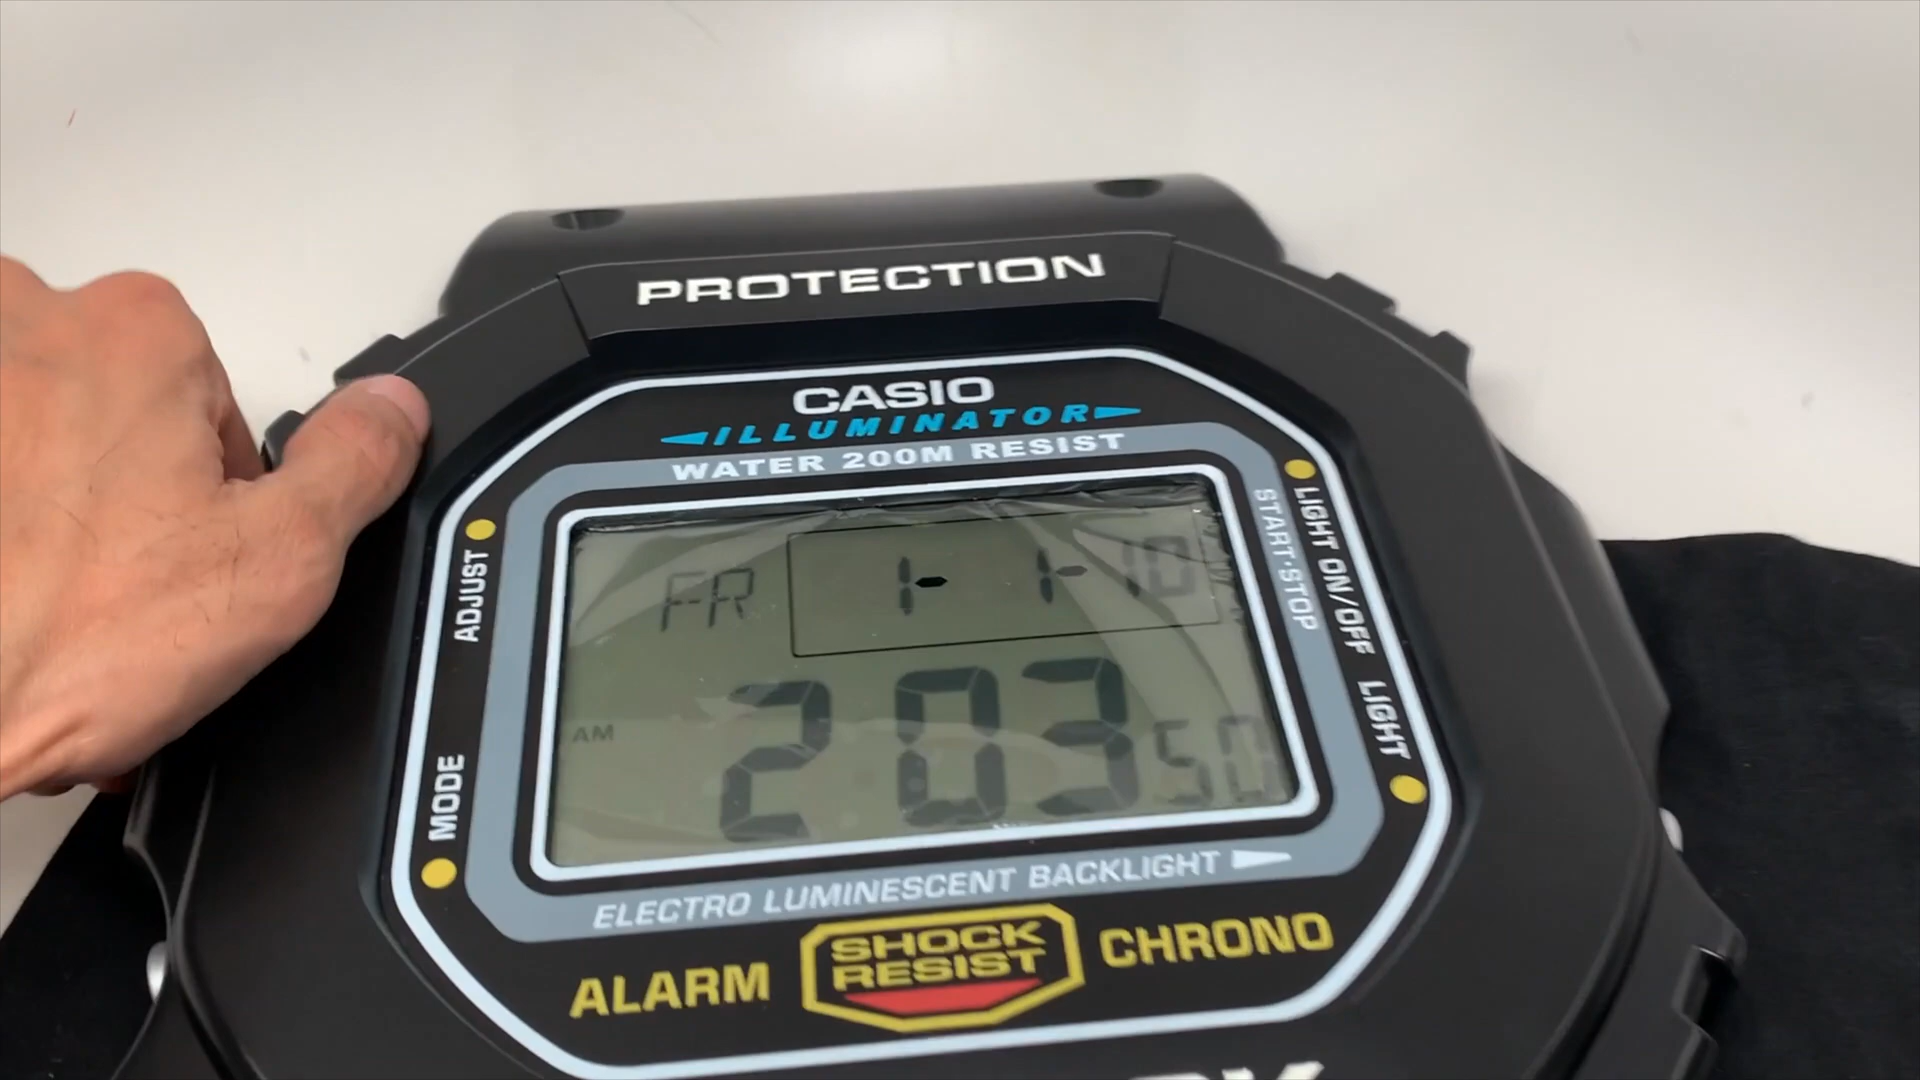 PROTECTION
CASIO
ILLUMINATOR
WATER 200M RESIST
ADJUST
MODE
START·STOP
LIGHT ON/OFF
LIGHT
FR 1-1-10
AM 2 03 50
ELECTRO LUMINESCENT BACKLIGHT
ALARM
SHOCK
RESIST
CHRONO